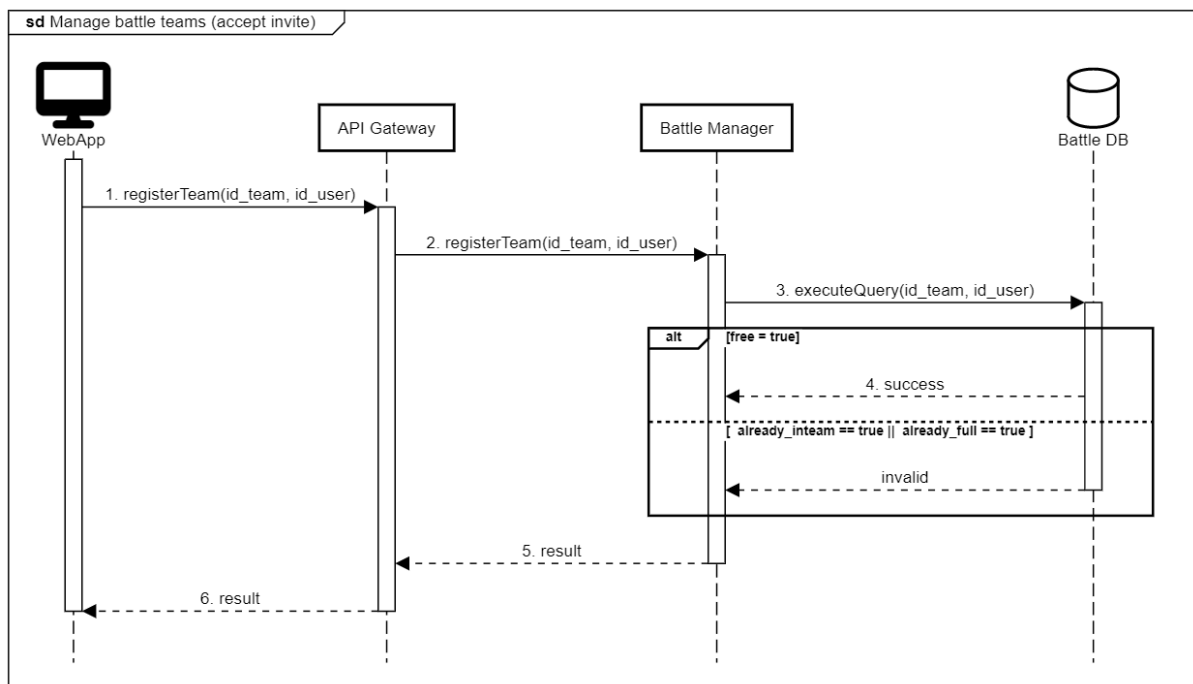 sd Manage battle teams (accept invite)
WebApp
API Gateway
Battle Manager
Battle DB
1. registerTeam(id_team, id_user)
2. registerTeam(id_team, id_user)
3. executeQuery(id_team, id_user)
alt [free = true]
4. success
[ already_inteam == true || already_full == true ]
invalid
5. result
6. result